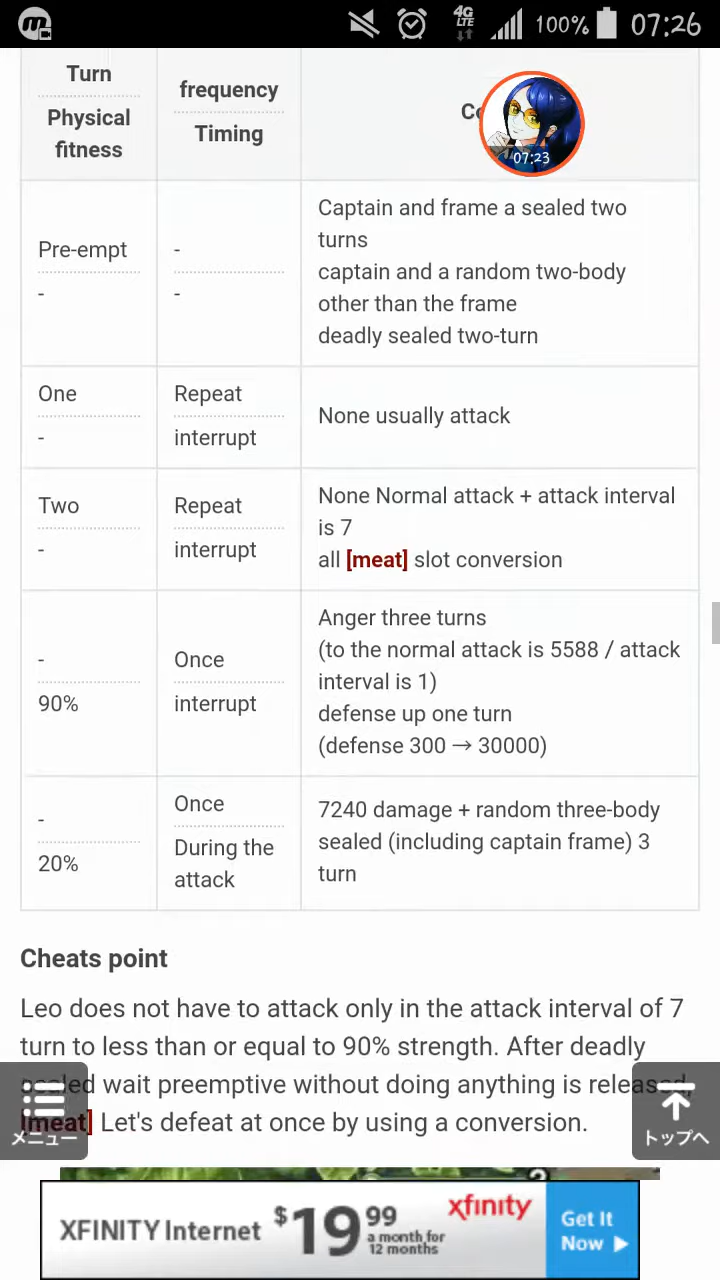 4G
LTE
100%
07:26
Turn
Physical
fitness
frequency
Timing
07:23
Pre-empt
-
-
-
Captain and frame a sealed two
turns
captain and a random two-body
other than the frame
deadly sealed two-turn
One
-
Repeat
interrupt
None usually attack
Two
-
Repeat
interrupt
None Normal attack + attack interval
is 7
all [meat] slot conversion
-
90%
Once
interrupt
Anger three turns
(to the normal attack is 5588 / attack
interval is 1)
defense up one turn
(defense 300 → 30000)
-
20%
Once
During the
attack
7240 damage + random three-body
sealed (including captain frame) 3
turn
Cheats point
Leo does not have to attack only in the attack interval of 7
turn to less than or equal to 90% strength. After deadly
sealed wait preemptive without doing anything is released,
[meat] Let's defeat at once by using a conversion.
メニュー
トップへ
XFINITY Internet $19 99 a month for 12 months
xfinity
Get It
Now